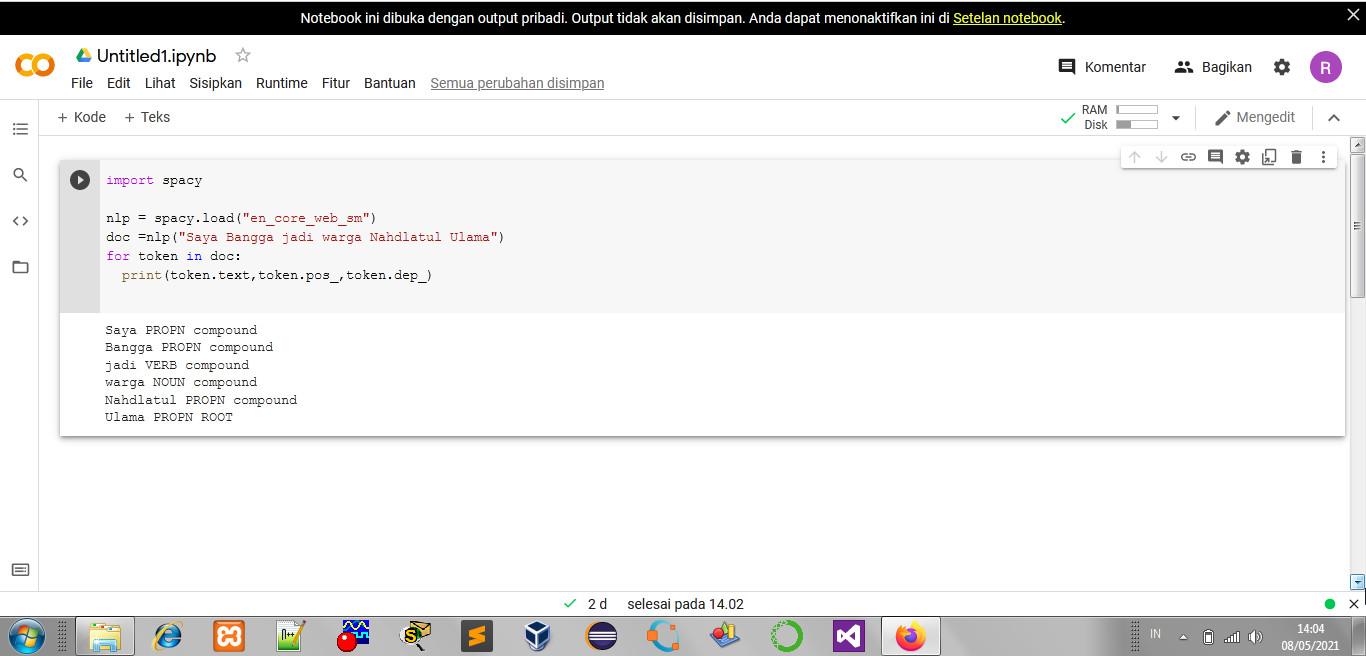 Notebook ini dibuka dengan output pribadi. Output tidak akan disimpan. Anda dapat menonaktifkan ini di Setelan notebook.
Untitled1.ipynb
File Edit Lihat Sisipkan Runtime Fitur Bantuan Semua perubahan disimpan
Komentar Bagikan R
+ Kode + Teks
RAM
Disk
Mengedit
import spacy
nlp = spacy.load("en_core_web_sm")
doc =nlp("Saya Bangga jadi warga Nahdlatul Ulama")
for token in doc:
print(token.text,token.pos_,token.dep_)
Saya PROPN compound
Bangga PROPN compound
jadi VERB compound
warga NOUN compound
Nahdlatul PROPN compound
Ulama PROPN ROOT
2 d selesai pada 14.02
IN
14:04
08/05/2021